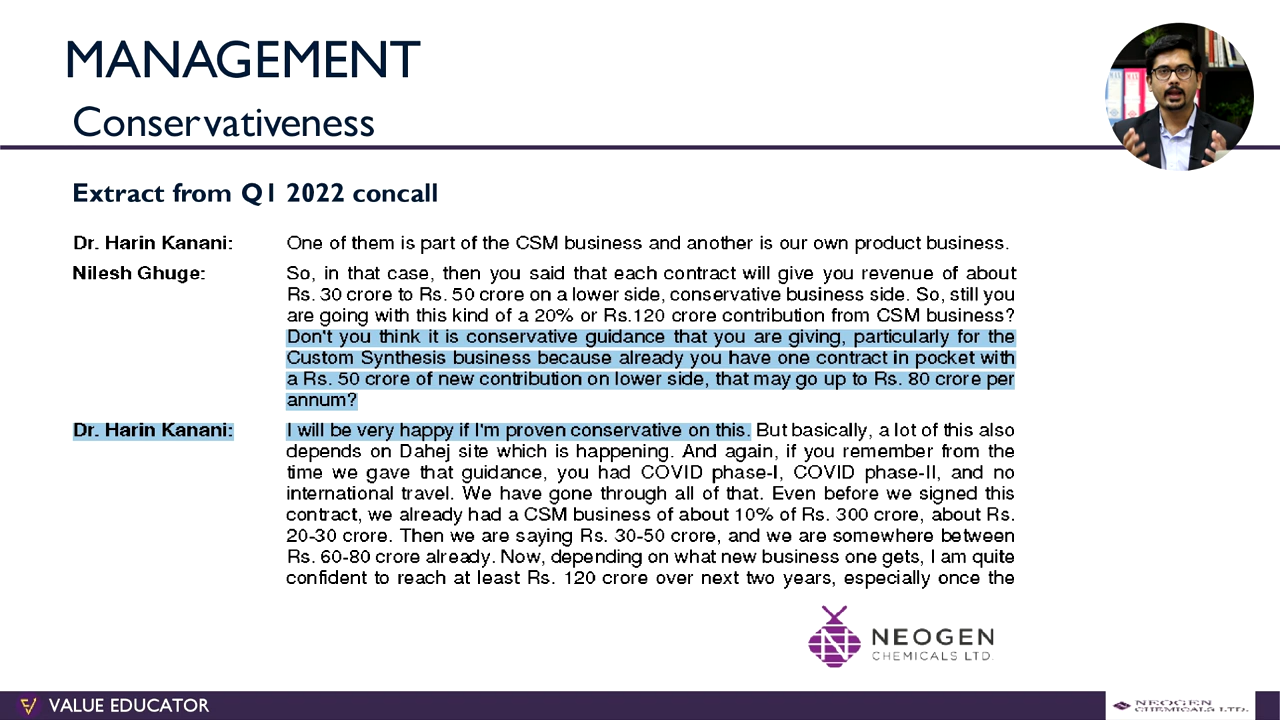 MANAGEMENT
Conservativeness
Extract from Q1 2022 concall
Dr. Harin Kanani: One of them is part of the CSM business and another is our own product business.
Nilesh Ghuge: So, in that case, then you said that each contract will give you revenue of about
Rs. 30 crore to Rs. 50 crore on a lower side, conservative business side. So, still you
are going with this kind of a 20% or Rs.120 crore contribution from CSM business?
Don't you think it is conservative guidance that you are giving, particularly for the
Custom Synthesis business because already you have one contract in pocket with
a Rs. 50 crore of new contribution on lower side, that may go up to Rs. 80 crore per
annum?
Dr. Harin Kanani: I will be very happy if I'm proven conservative on this. But basically, a lot of this also
depends on Dahej site which is happening. And again, if you remember from the
time we gave that guidance, you had COVID phase-I, COVID phase-II, and no
international travel. We have gone through all of that. Even before we signed this
contract, we already had a CSM business of about 10% of Rs. 300 crore, about Rs.
20-30 crore. Then we are saying Rs. 30-50 crore, and we are somewhere between
Rs. 60-80 crore already. Now, depending on what new business one gets, I am quite
confident to reach at least Rs. 120 crore over next two years, especially once the
NEOGEN
CHEMICALS LTD.
VALUE EDUCATOR
NEOGEN
CHEMICALS LTD.